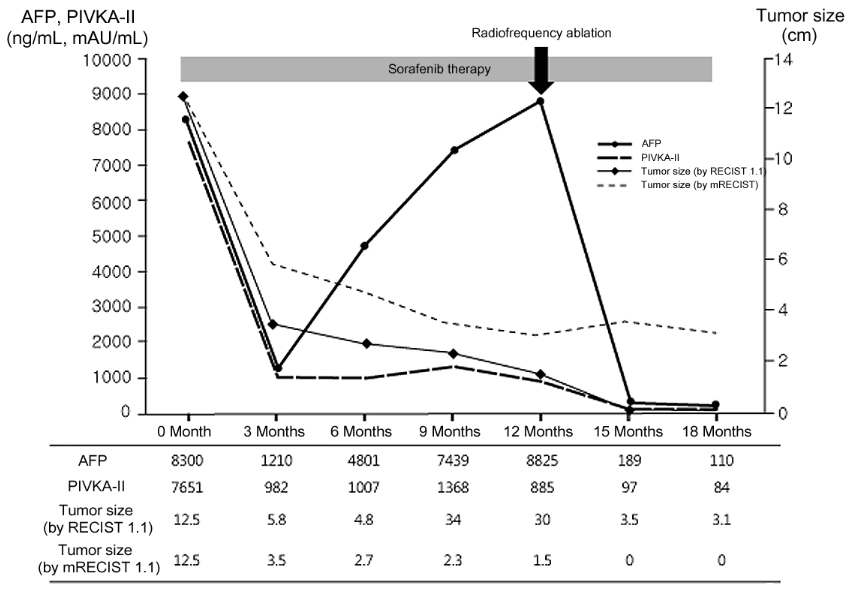 AFP, PIVKA-II
(ng/mL, mAU/mL)
Tumor size
(cm)
Radiofrequency ablation
Sorafenib therapy
10000
9000
8000
7000
6000
5000
4000
3000
2000
1000
0
14
12
10
8
6
4
2
0
AFP
PIVKA-II
Tumor size (by RECIST 1.1)
Tumor size (by mRECIST)
0 Month 3 Months 6 Months 9 Months 12 Months 15 Months 18 Months
AFP 8300 1210 4801 7439 8825 189 110
PIVKA-II 7651 982 1007 1368 885 97 84
Tumor size
(by RECIST 1.1) 12.5 5.8 4.8 34 30 3.5 3.1
Tumor size
(by mRECIST 1.1) 12.5 3.5 2.7 2.3 1.5 0 0